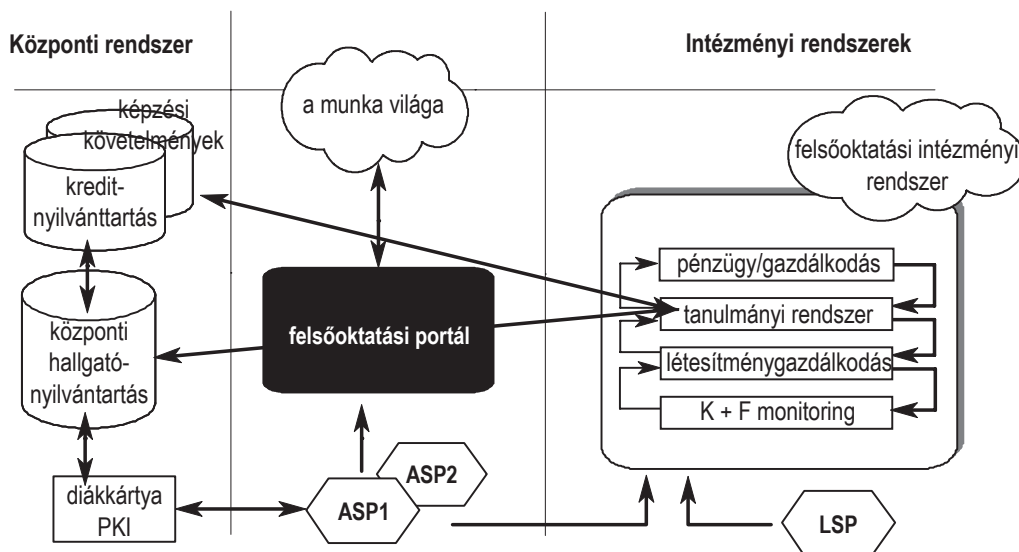 Központi rendszer
Intézményi rendszerek
képzési
követelmények
kredit-
nyilvánttartás
központi
hallgató-
nyilvántartás
diákkártya
PKI
a munka világa
felsőoktatási portál
ASP2
ASP1
felsőoktatási intézményi
rendszer
pénzügy/gazdálkodás
tanulmányi rendszer
létesítménygazdálkodás
K + F monitoring
LSP